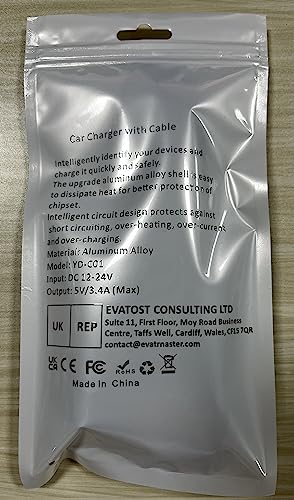 Car Charger with Cable
Intelligently identify your devices and
charge it quickly and safely.
The upgrade aluminum alloy shell is easy
to dissipate heat for better protection of
chipset.
Intelligent circuit design protects against
short circuiting, over-heating, over-current
and over-charging.
Material: Aluminum Alloy
Model: YD-C01
Input: DC 12-24V
Output: 5V/3.4A (Max)
UK REP
EVATOST CONSULTING LTD
Suite 11, First Floor, Moy Road Business
Centre, Taffs Well, Cardiff, Wales, CF15 7QR
contact@evatmaster.com
UK CA CE FC RoHS
Made in China